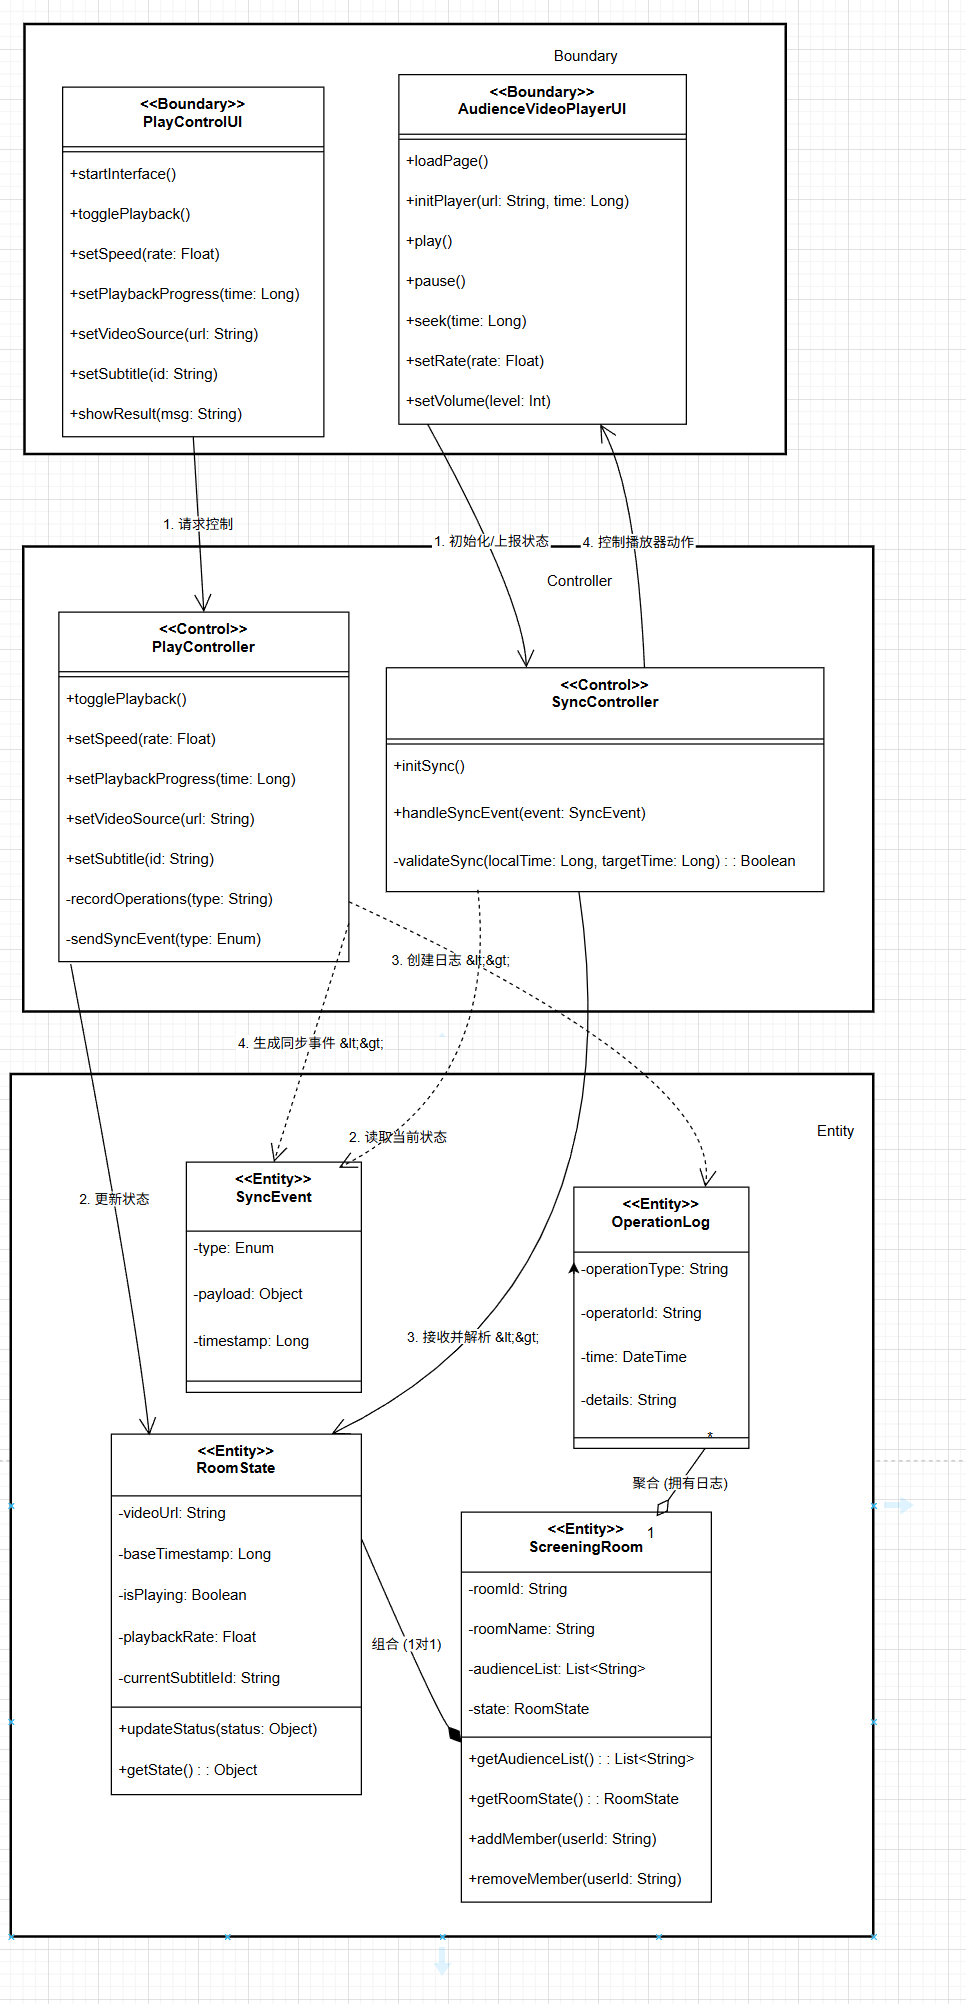 Boundary
<<Boundary>>
PlayControlUI
+startInterface()
+togglePlayback()
+setSpeed(rate: Float)
+setPlaybackProgress(time: Long)
+setVideoSource(url: String)
+setSubtitle(id: String)
+showResult(msg: String)
<<Boundary>>
AudienceVideoPlayerUI
+loadPage()
+initPlayer(url: String, time: Long)
+play()
+pause()
+seek(time: Long)
+setRate(rate: Float)
+setVolume(level: Int)
1. 请求控制
1. 初始化/上报状态
4. 控制播放器动作
Controller
<<Control>>
PlayController
+togglePlayback()
+setSpeed(rate: Float)
+setPlaybackProgress(time: Long)
+setVideoSource(url: String)
+setSubtitle(id: String)
-recordOperations(type: String)
-sendSyncEvent(type: Enum)
<<Control>>
SyncController
+initSync()
+handleSyncEvent(event: SyncEvent)
-validateSync(localTime: Long, targetTime: Long) : : Boolean
3. 创建日志 &lt;&gt;
4. 生成同步事件 &lt;&gt;
2. 读取当前状态
2. 更新状态
3. 接收并解析 &lt;&gt;
Entity
<<Entity>>
SyncEvent
-type: Enum
-payload: Object
-timestamp: Long
<<Entity>>
OperationLog
-operationType: String
-operatorId: String
-time: DateTime
-details: String
*
聚合 (拥有日志)
1
<<Entity>>
RoomState
-videoUrl: String
-baseTimestamp: Long
-isPlaying: Boolean
-playbackRate: Float
-currentSubtitleId: String
+updateStatus(status: Object)
+getState() : : Object
组合 (1对1)
<<Entity>>
ScreeningRoom
-roomId: String
-roomName: String
-audienceList: List<String>
-state: RoomState
+getAudienceList() : : List<String>
+getRoomState() : : RoomState
+addMember(userId: String)
+removeMember(userId: String)